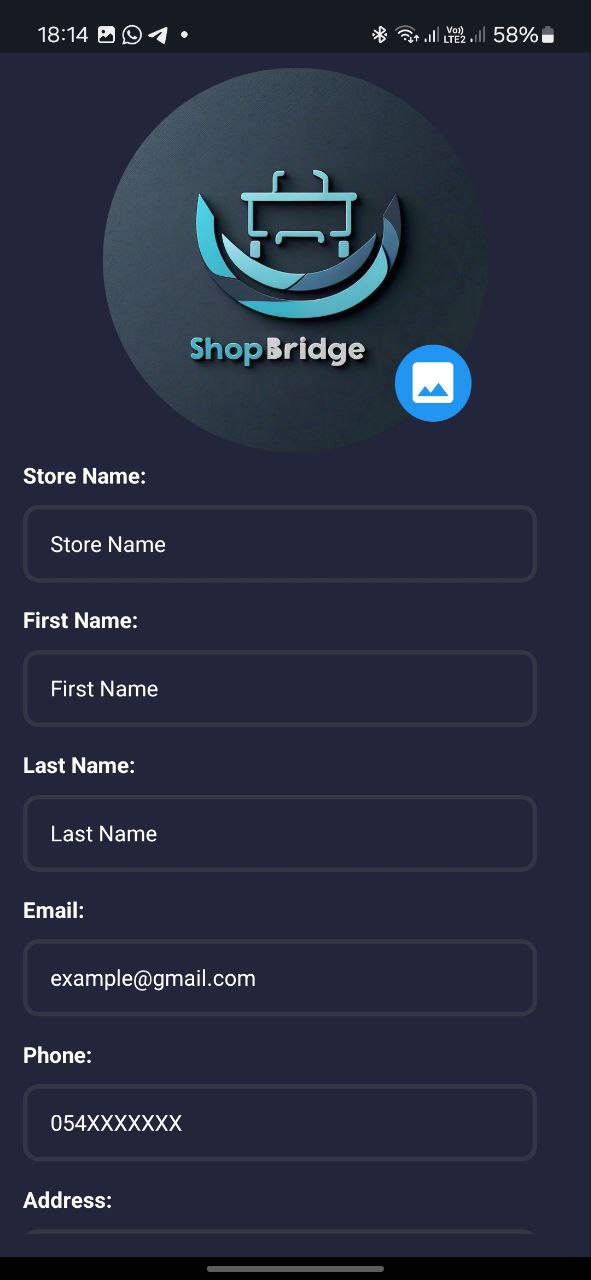 18:14
Vo))
LTE2
58%
ShopBridge
Store Name:
Store Name
First Name:
First Name
Last Name:
Last Name
Email:
example@gmail.com
Phone:
054XXXXXXX
Address: